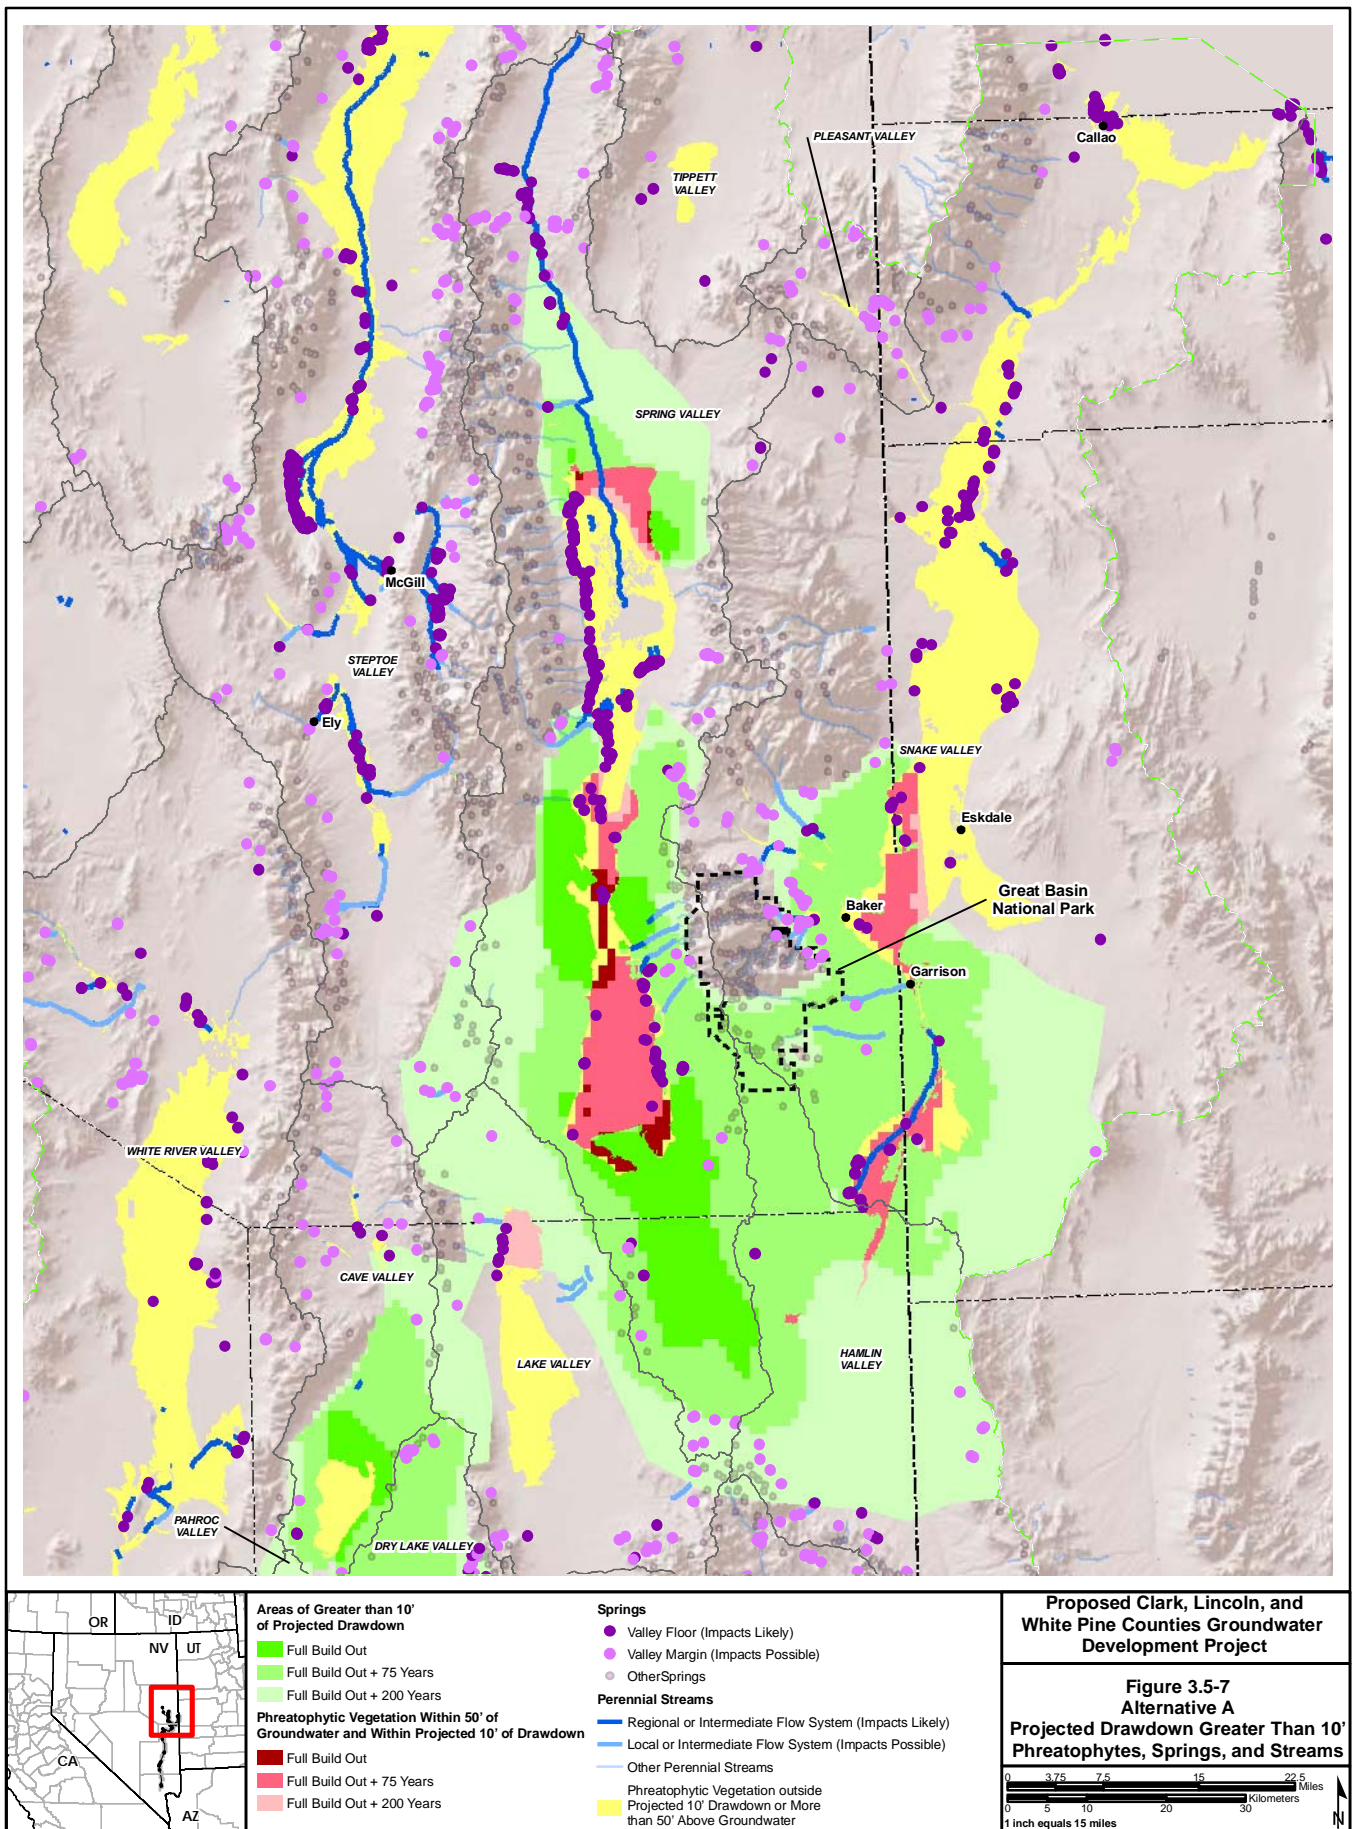 PLEASANT VALLEY
Callao
TIPPETT
VALLEY
SPRING VALLEY
McGill
STEPTOE
VALLEY
Ely
SNAKE VALLEY
Eskdale
Great Basin
National Park
Baker
Garrison
WHITE RIVER VALLEY
CAVE VALLEY
LAKE VALLEY
HAMLIN
VALLEY
PAHROC
VALLEY
DRY LAKE VALLEY
OR
ID
NV
UT
CA
AZ
Areas of Greater than 10'
of Projected Drawdown
Full Build Out
Full Build Out + 75 Years
Full Build Out + 200 Years
Phreatophytic Vegetation Within 50' of
Groundwater and Within Projected 10' of Drawdown
Full Build Out
Full Build Out + 75 Years
Full Build Out + 200 Years
Springs
Valley Floor (Impacts Likely)
Valley Margin (Impacts Possible)
OtherSprings
Perennial Streams
Regional or Intermediate Flow System (Impacts Likely)
Local or Intermediate Flow System (Impacts Possible)
Other Perennial Streams
Phreatophytic Vegetation outside
Projected 10' Drawdown or More
than 50' Above Groundwater
Proposed Clark, Lincoln, and
White Pine Counties Groundwater
Development Project
Figure 3.5-7
Alternative A
Projected Drawdown Greater Than 10'
Phreatophytes, Springs, and Streams
0 3.75 7.5 15 22.5
Miles
Kilometers
0 5 10 20 30
1 inch equals 15 miles
N